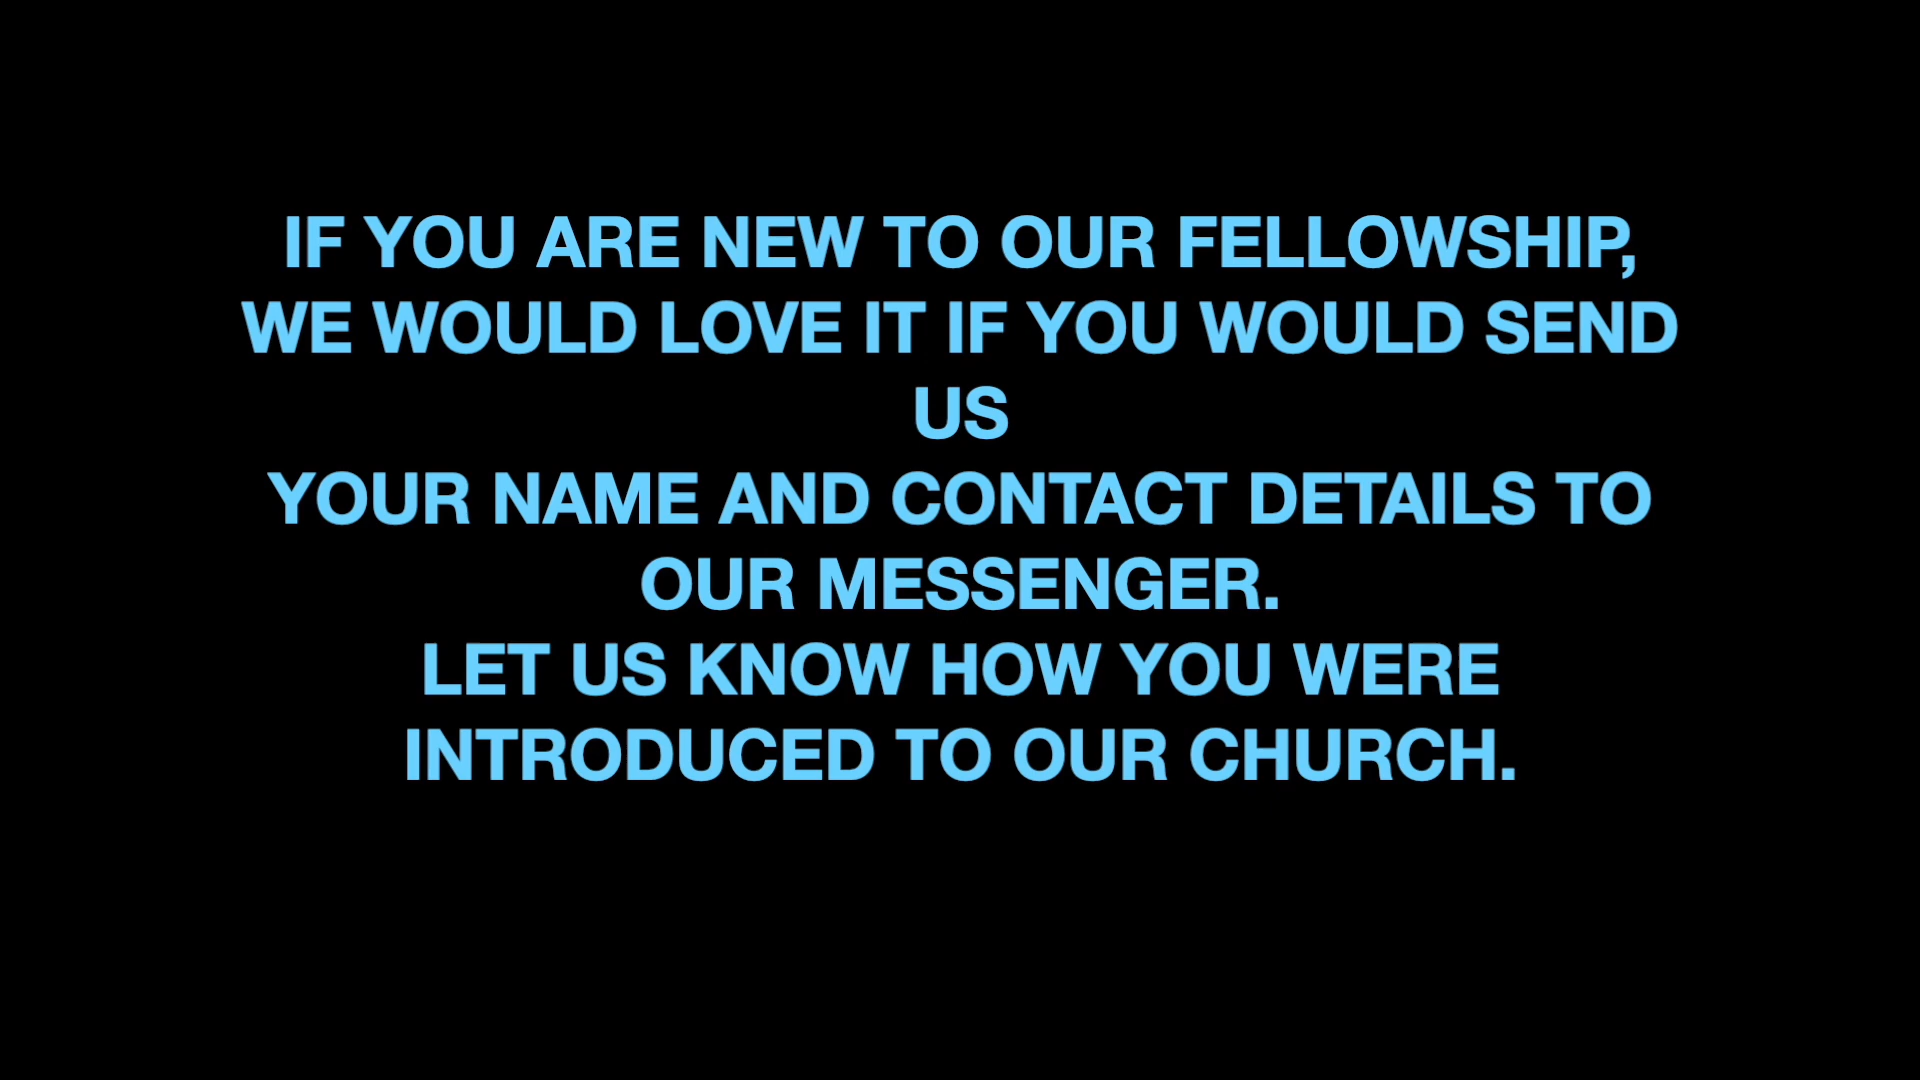 IF YOU ARE NEW TO OUR FELLOWSHIP,
WE WOULD LOVE IT IF YOU WOULD SEND
US
YOUR NAME AND CONTACT DETAILS TO
OUR MESSENGER.
LET US KNOW HOW YOU WERE
INTRODUCED TO OUR CHURCH.